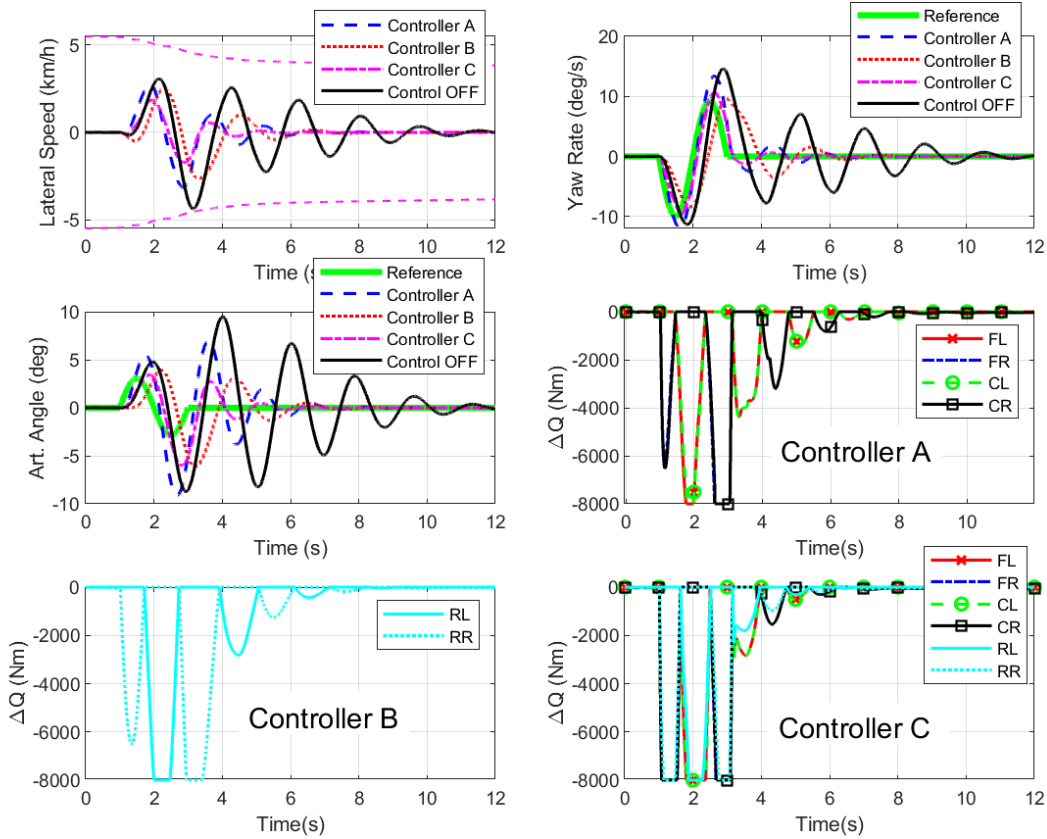 Lateral Speed (km/h)
5
0
-5
0 2 4 6 8 10 12
Time (s)
Controller A
Controller B
Controller C
Control OFF
Yaw Rate (deg/s)
20
10
0
-10
0 2 4 6 8 10 12
Time (s)
Reference
Controller A
Controller B
Controller C
Control OFF
Art. Angle (deg)
10
5
0
-5
-10
0 2 4 6 8 10 12
Time (s)
Reference
Controller A
Controller B
Controller C
Control OFF
ΔQ (Nm)
0
-2000
-4000
-6000
-8000
0 2 4 6 8 10
Time(s)
FL
FR
CL
CR
Controller A
ΔQ (Nm)
0
-2000
-4000
-6000
-8000
0 2 4 6 8 10 12
Time(s)
RL
RR
Controller B
ΔQ (Nm)
0
-2000
-4000
-6000
-8000
0 2 4 6 8 10 12
Time(s)
FL
FR
CL
CR
RL
RR
Controller C